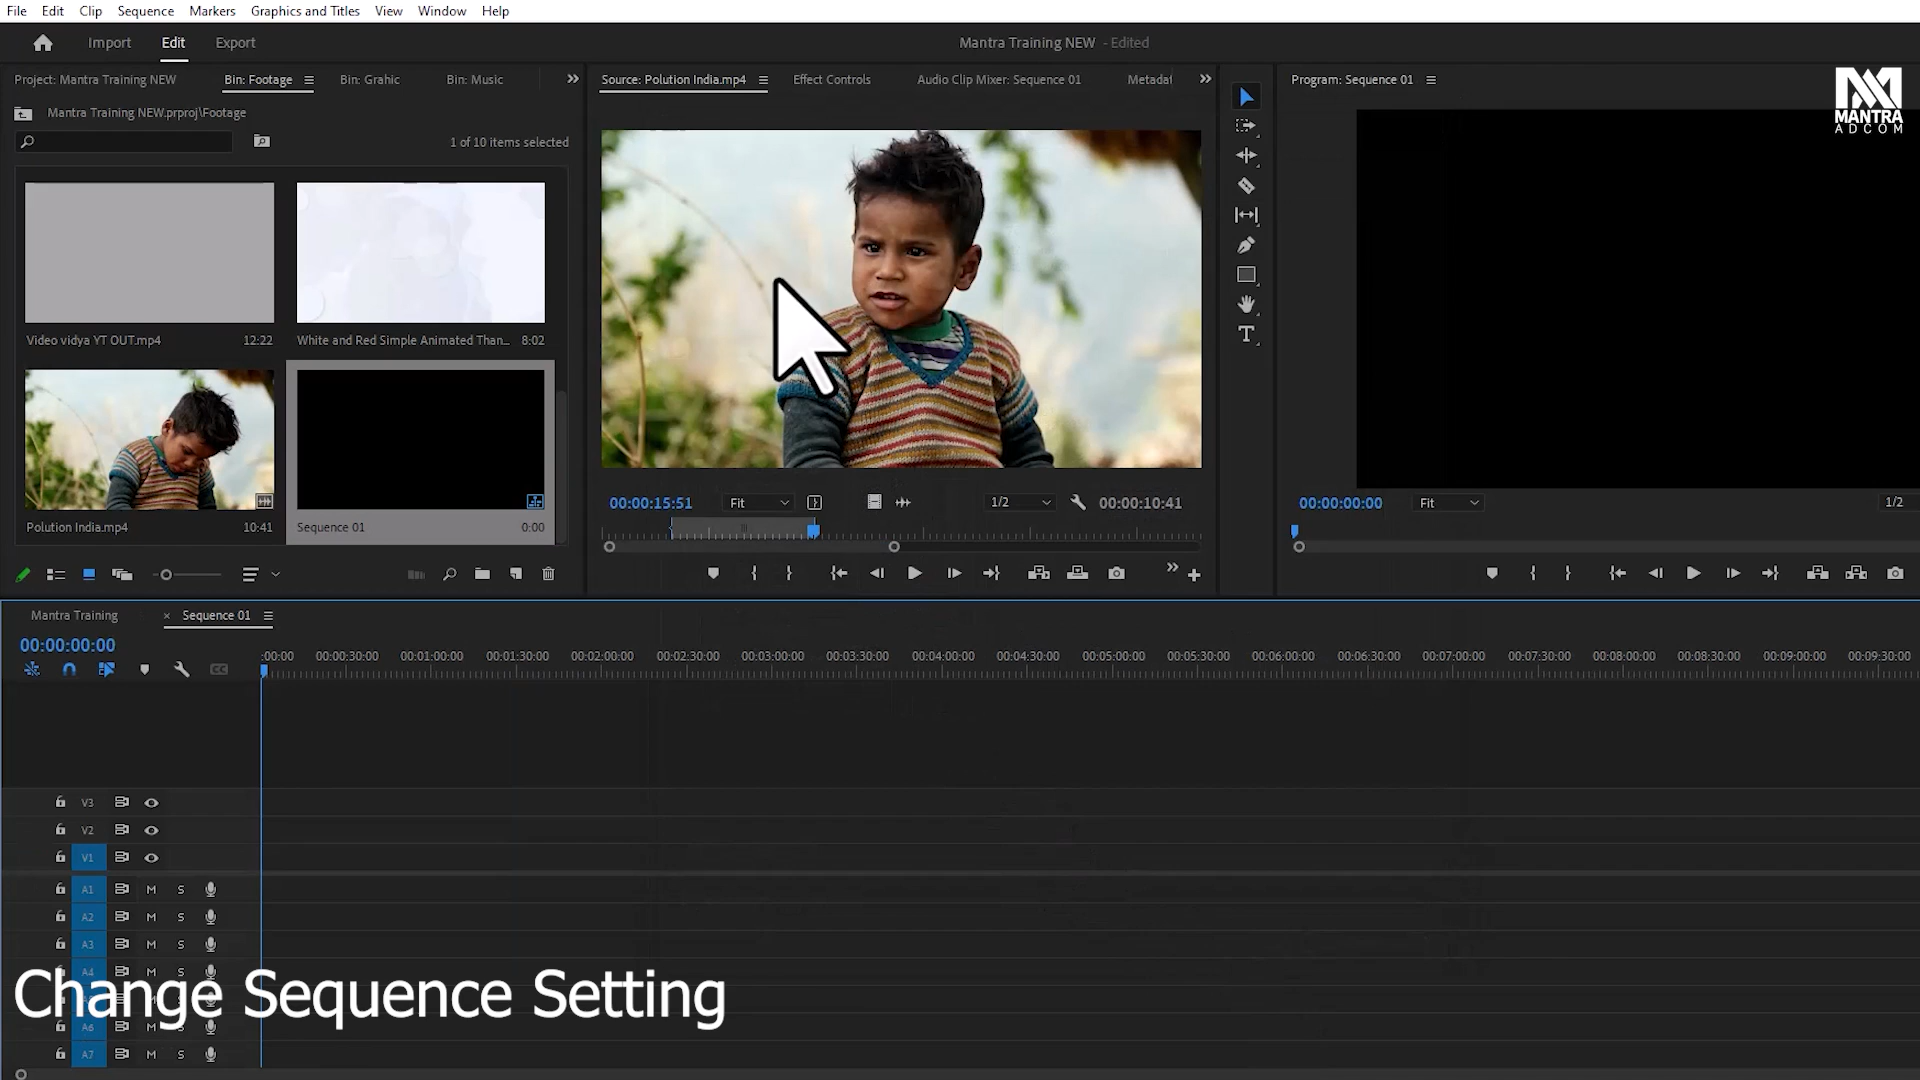 File Edit Clip Sequence Markers Graphics and Titles View Window Help
Import Edit Export Mantra Training NEW - Edited
Project: Mantra Training NEW Bin: Footage Bin: Grahic Bin: Music
Source: Polution India.mp4 Effect Controls Audio Clip Mixer: Sequence 01 Metadat
Program: Sequence 01
MANTRA
ADCOM
Mantra Training NEW.prproj\Footage
1 of 10 items selected
Video vidya YT OUT.mp4 12:22
White and Red Simple Animated Than... 8:02
Polution India.mp4 10:41
Sequence 01 0:00
00:00:15:51 Fit 1/2 00:00:10:41
00:00:00:00 Fit 1/2
Mantra Training × Sequence 01
00:00:00:00
:00:00 00:00:30:00 00:01:00:00 00:01:30:00 00:02:00:00 00:02:30:00 00:03:00:00 00:03:30:00 00:04:00:00 00:04:30:00 00:05:00:00 00:05:30:00 00:06:00:00 00:06:30:00 00:07:00:00 00:07:30:00 00:08:00:00 00:08:30:00 00:09:00:00 00:09:30:00
V3
V2
V1
A1 M S
A2 M S
A3 M S
A4 M S
Change Sequence Setting
A6 M S
A7 M S